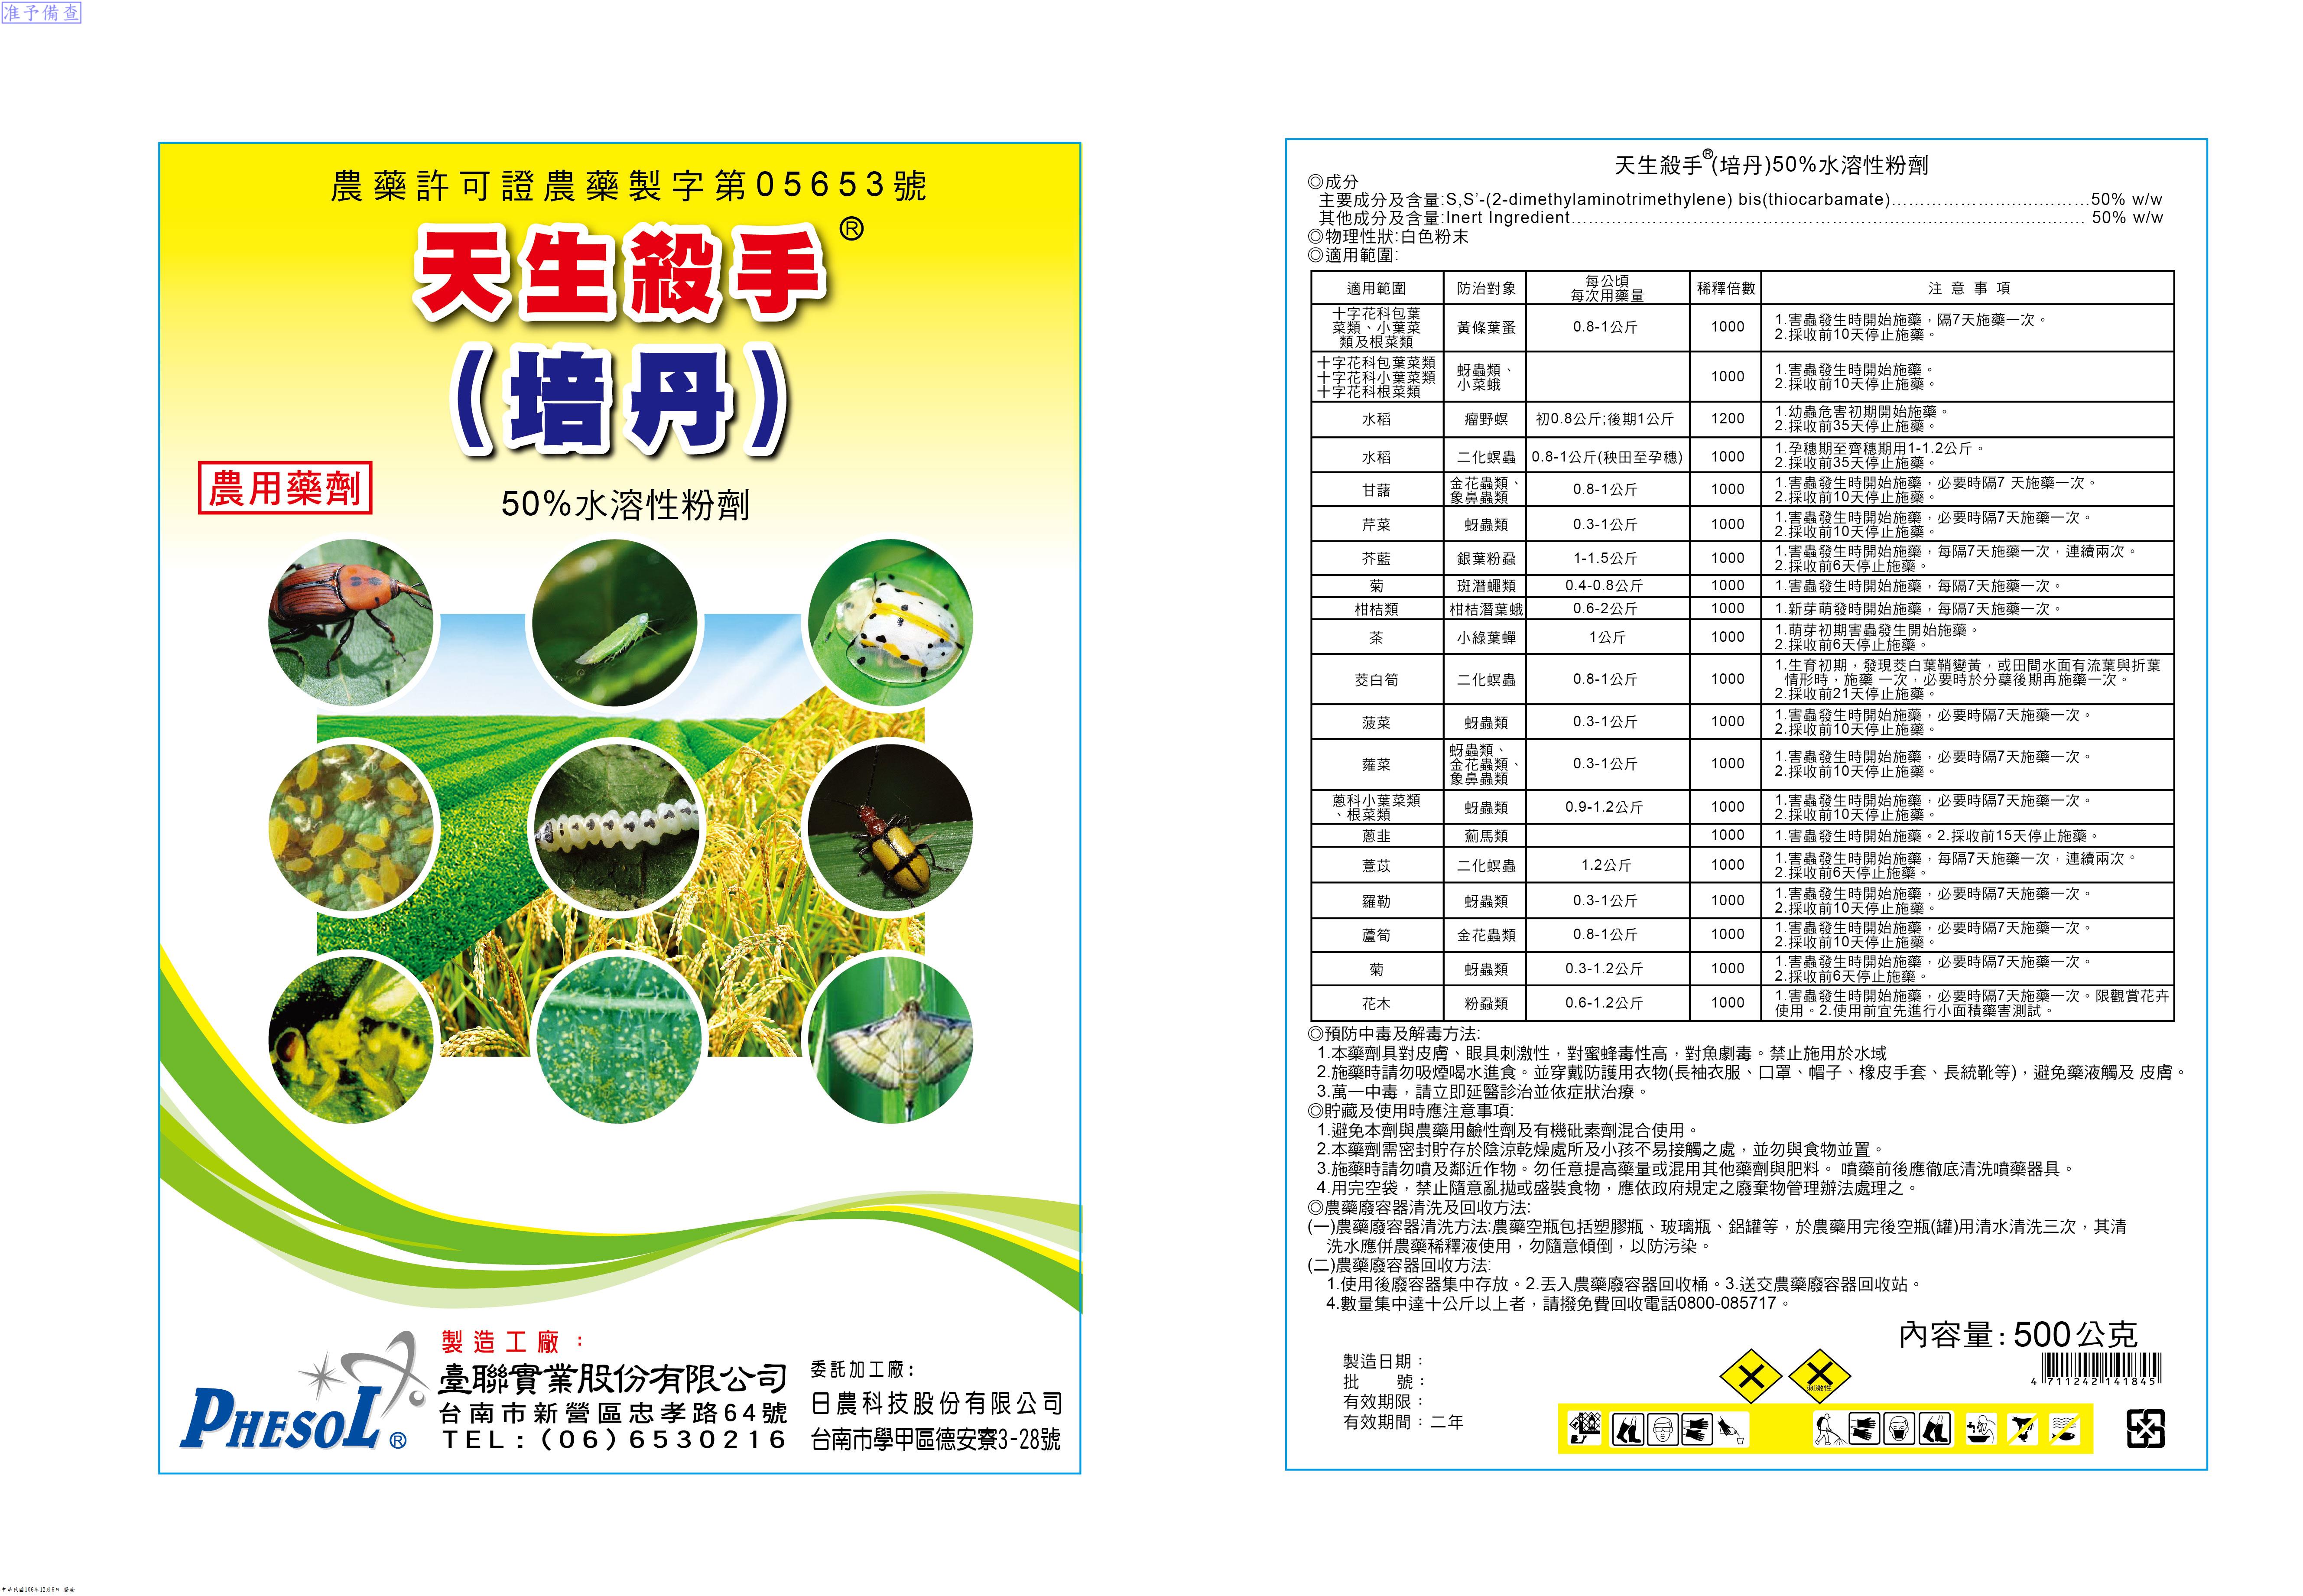 准予備查
農藥許可證農藥製字第05653號
天生殺手®
(培丹)
農用藥劑
50%水溶性粉劑
PHESOL®
製造工廠：
臺聯實業股份有限公司
台南市新營區忠孝路64號
TEL：(06)6530216
委託加工廠：
日農科技股份有限公司
台南市學甲區德安寮3-28號
天生殺手®(培丹)50%水溶性粉劑
◎成分
主要成分及含量:S,S'-(2-dimethylaminotrimethylene) bis(thiocarbamate)……………………………50% w/w
其他成分及含量:Inert Ingredient…………………………………………………………………………… 50% w/w
◎物理性狀:白色粉末
◎適用範圍:
適用範圍 防治對象 每公頃每次用藥量 稀釋倍數 注 意 事 項
十字花科包葉菜類、小葉菜類及根菜類 黃條葉蚤 0.8-1公斤 1000 1.害蟲發生時開始施藥，隔7天施藥一次。
2.採收前10天停止施藥。
十字花科包葉菜類十字花科小葉菜類十字花科根菜類 蚜蟲類、小菜蛾 1000 1.害蟲發生時開始施藥。
2.採收前10天停止施藥。
水稻 瘤野螟 初0.8公斤;後期1公斤 1200 1.幼蟲危害初期開始施藥。
2.採收前35天停止施藥。
水稻 二化螟蟲 0.8-1公斤(秧田至孕穗) 1000 1.孕穗期至齊穗期用1-1.2公斤。
2.採收前35天停止施藥。
甘藷 金花蟲類、象鼻蟲類 0.8-1公斤 1000 1.害蟲發生時開始施藥，必要時隔7 天施藥一次。
2.採收前10天停止施藥。
芹菜 蚜蟲類 0.3-1公斤 1000 1.害蟲發生時開始施藥，必要時隔7天施藥一次。
2.採收前10天停止施藥。
芥藍 銀葉粉蝨 1-1.5公斤 1000 1.害蟲發生時開始施藥，每隔7天施藥一次，連續兩次。
2.採收前6天停止施藥。
菊 斑潛蠅類 0.4-0.8公斤 1000 1.害蟲發生時開始施藥，每隔7天施藥一次。
柑桔類 柑桔潛葉蛾 0.6-2公斤 1000 1.新芽萌發時開始施藥，每隔7天施藥一次。
茶 小綠葉蟬 1公斤 1000 1.萌芽初期害蟲發生開始施藥。
2.採收前6天停止施藥。
茭白筍 二化螟蟲 0.8-1公斤 1000 1.生育初期，發現茭白葉鞘變黃，或田間水面有流葉與折葉
情形時，施藥 一次，必要時於分蘗後期再施藥一次。
2.採收前21天停止施藥。
菠菜 蚜蟲類 0.3-1公斤 1000 1.害蟲發生時開始施藥，必要時隔7天施藥一次。
2.採收前10天停止施藥。
蕹菜 蚜蟲類、金花蟲類、象鼻蟲類 0.3-1公斤 1000 1.害蟲發生時開始施藥，必要時隔7天施藥一次。
2.採收前10天停止施藥。
蔥科小葉菜類、根菜類 蚜蟲類 0.9-1.2公斤 1000 1.害蟲發生時開始施藥，必要時隔7天施藥一次。
2.採收前10天停止施藥。
蔥韭 薊馬類 1000 1.害蟲發生時開始施藥。2.採收前15天停止施藥。
薏苡 二化螟蟲 1.2公斤 1000 1.害蟲發生時開始施藥，每隔7天施藥一次，連續兩次。
2.採收前6天停止施藥。
羅勒 蚜蟲類 0.3-1公斤 1000 1.害蟲發生時開始施藥，必要時隔7天施藥一次。
2.採收前10天停止施藥。
蘆筍 金花蟲類 0.8-1公斤 1000 1.害蟲發生時開始施藥，必要時隔7天施藥一次。
2.採收前10天停止施藥。
菊 蚜蟲類 0.3-1.2公斤 1000 1.害蟲發生時開始施藥，必要時隔7天施藥一次。
2.採收前6天停止施藥。
花木 粉蝨類 0.6-1.2公斤 1000 1.害蟲發生時開始施藥，必要時隔7天施藥一次。限觀賞花卉
使用。2.使用前宜先進行小面積藥害測試。
◎預防中毒及解毒方法:
1.本藥劑具對皮膚、眼具刺激性，對蜜蜂毒性高，對魚劇毒。禁止施用於水域
2.施藥時請勿吸煙喝水進食。並穿戴防護用衣物(長袖衣服、口罩、帽子、橡皮手套、長統靴等)，避免藥液觸及 皮膚。
3.萬一中毒，請立即延醫診治並依症狀治療。
◎貯藏及使用時應注意事項:
1.避免本劑與農藥用鹼性劑及有機砒素劑混合使用。
2.本藥劑需密封貯存於陰涼乾燥處所及小孩不易接觸之處，並勿與食物並置。
3.施藥時請勿噴及鄰近作物。勿任意提高藥量或混用其他藥劑與肥料。 噴藥前後應徹底清洗噴藥器具。
4.用完空袋，禁止隨意亂拋或盛裝食物，應依政府規定之廢棄物管理辦法處理之。
◎農藥廢容器清洗及回收方法:
(一)農藥廢容器清洗方法:農藥空瓶包括塑膠瓶、玻璃瓶、鋁罐等，於農藥用完後空瓶(罐)用清水清洗三次，其清
洗水應併農藥稀釋液使用，勿隨意傾倒，以防污染。
(二)農藥廢容器回收方法:
1.使用後廢容器集中存放。2.丟入農藥廢容器回收桶。3.送交農藥廢容器回收站。
4.數量集中達十公斤以上者，請撥免費回收電話0800-085717。
內容量：500公克
製造日期：
批 號：
有效期限：
有效期間：二年
刺激性
4 711242 141845
中華民國106年12月6日 核發